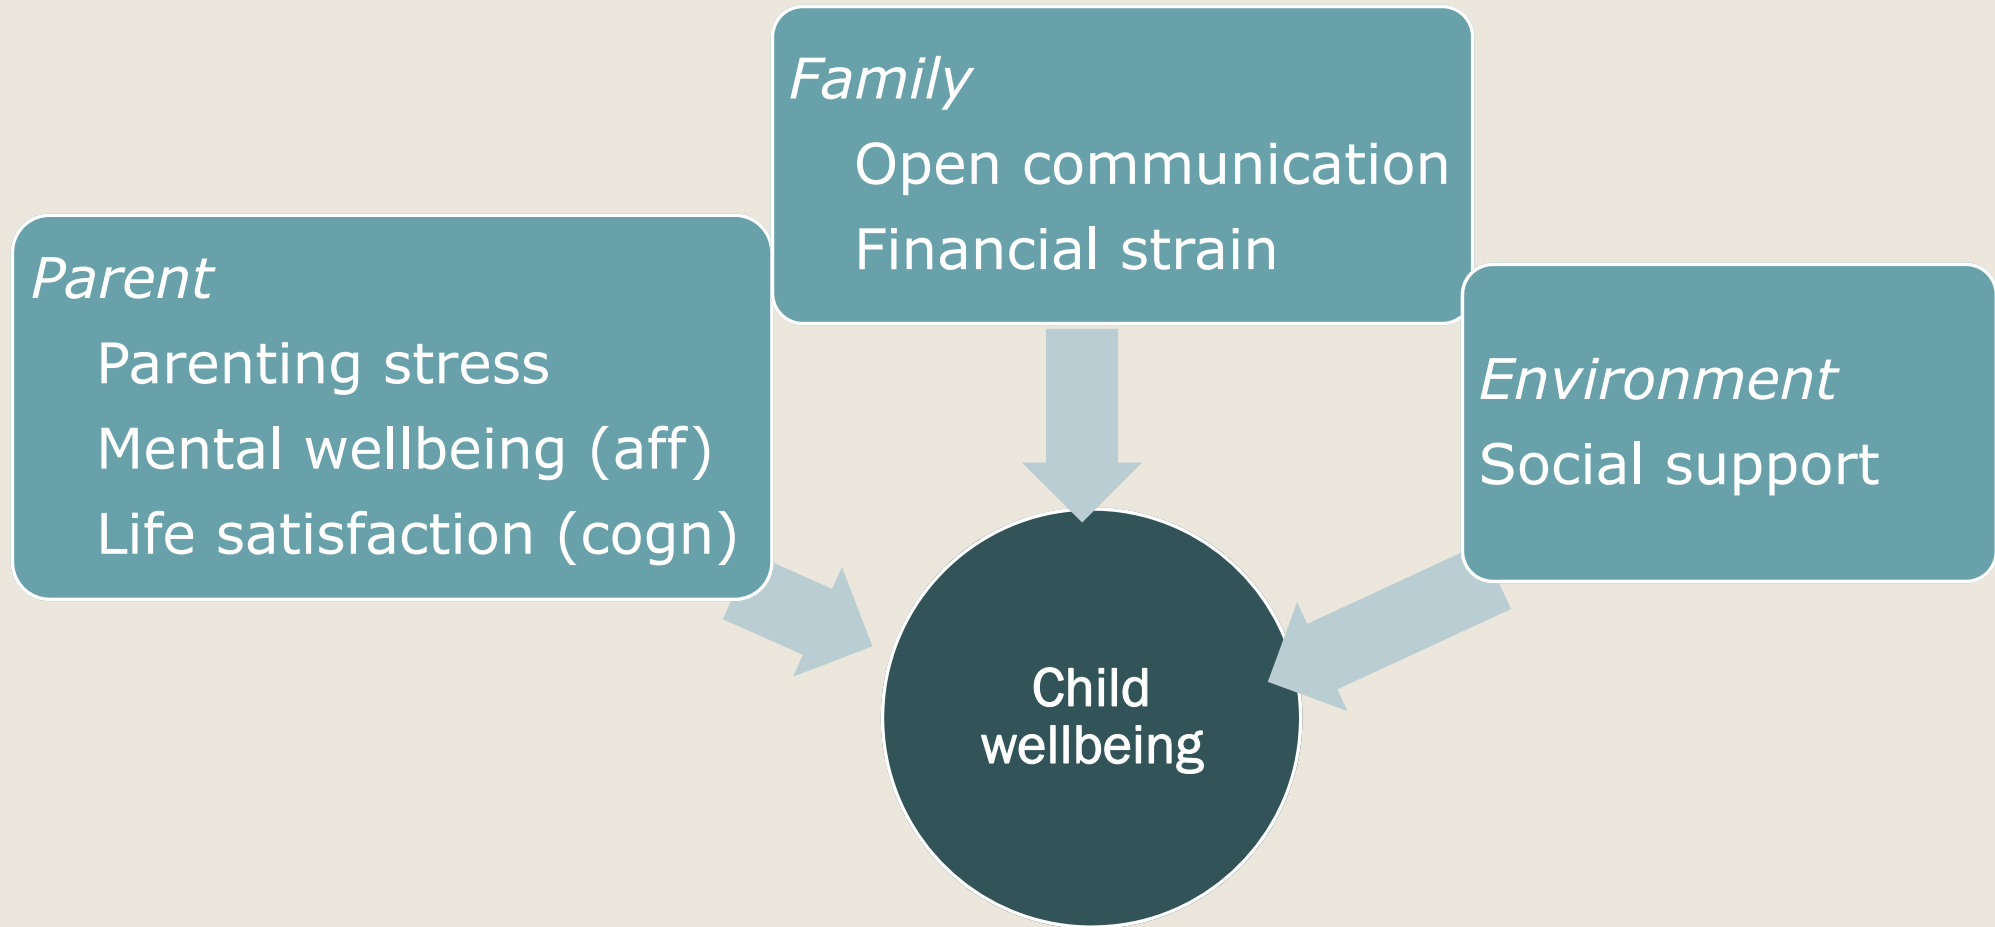 Parent
Parenting stress
Mental wellbeing (aff)
Life satisfaction (cogn)
Family
Open communication
Financial strain
Environment
Social support
Child
wellbeing